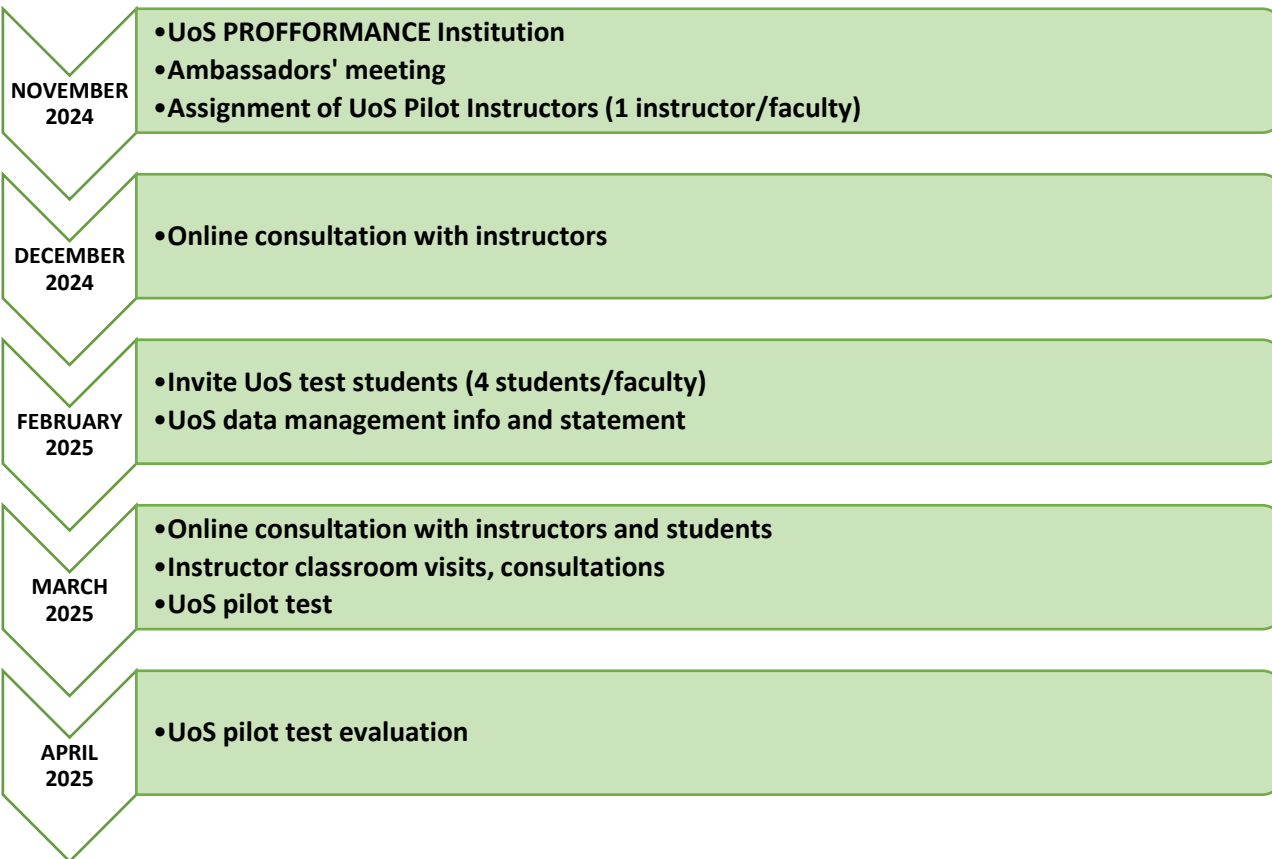 NOVEMBER
2024
•UoS PROFFORMANCE Institution
•Ambassadors' meeting
•Assignment of UoS Pilot Instructors (1 instructor/faculty)
DECEMBER
2024
•Online consultation with instructors
FEBRUARY
2025
•Invite UoS test students (4 students/faculty)
•UoS data management info and statement
MARCH
2025
•Online consultation with instructors and students
•Instructor classroom visits, consultations
•UoS pilot test
APRIL
2025
•UoS pilot test evaluation